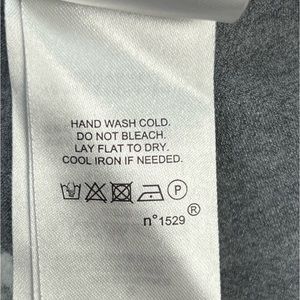 HAND WASH COLD.
DO NOT BLEACH.
LAY FLAT TO DRY.
COOL IRON IF NEEDED.
P
®
n°1529